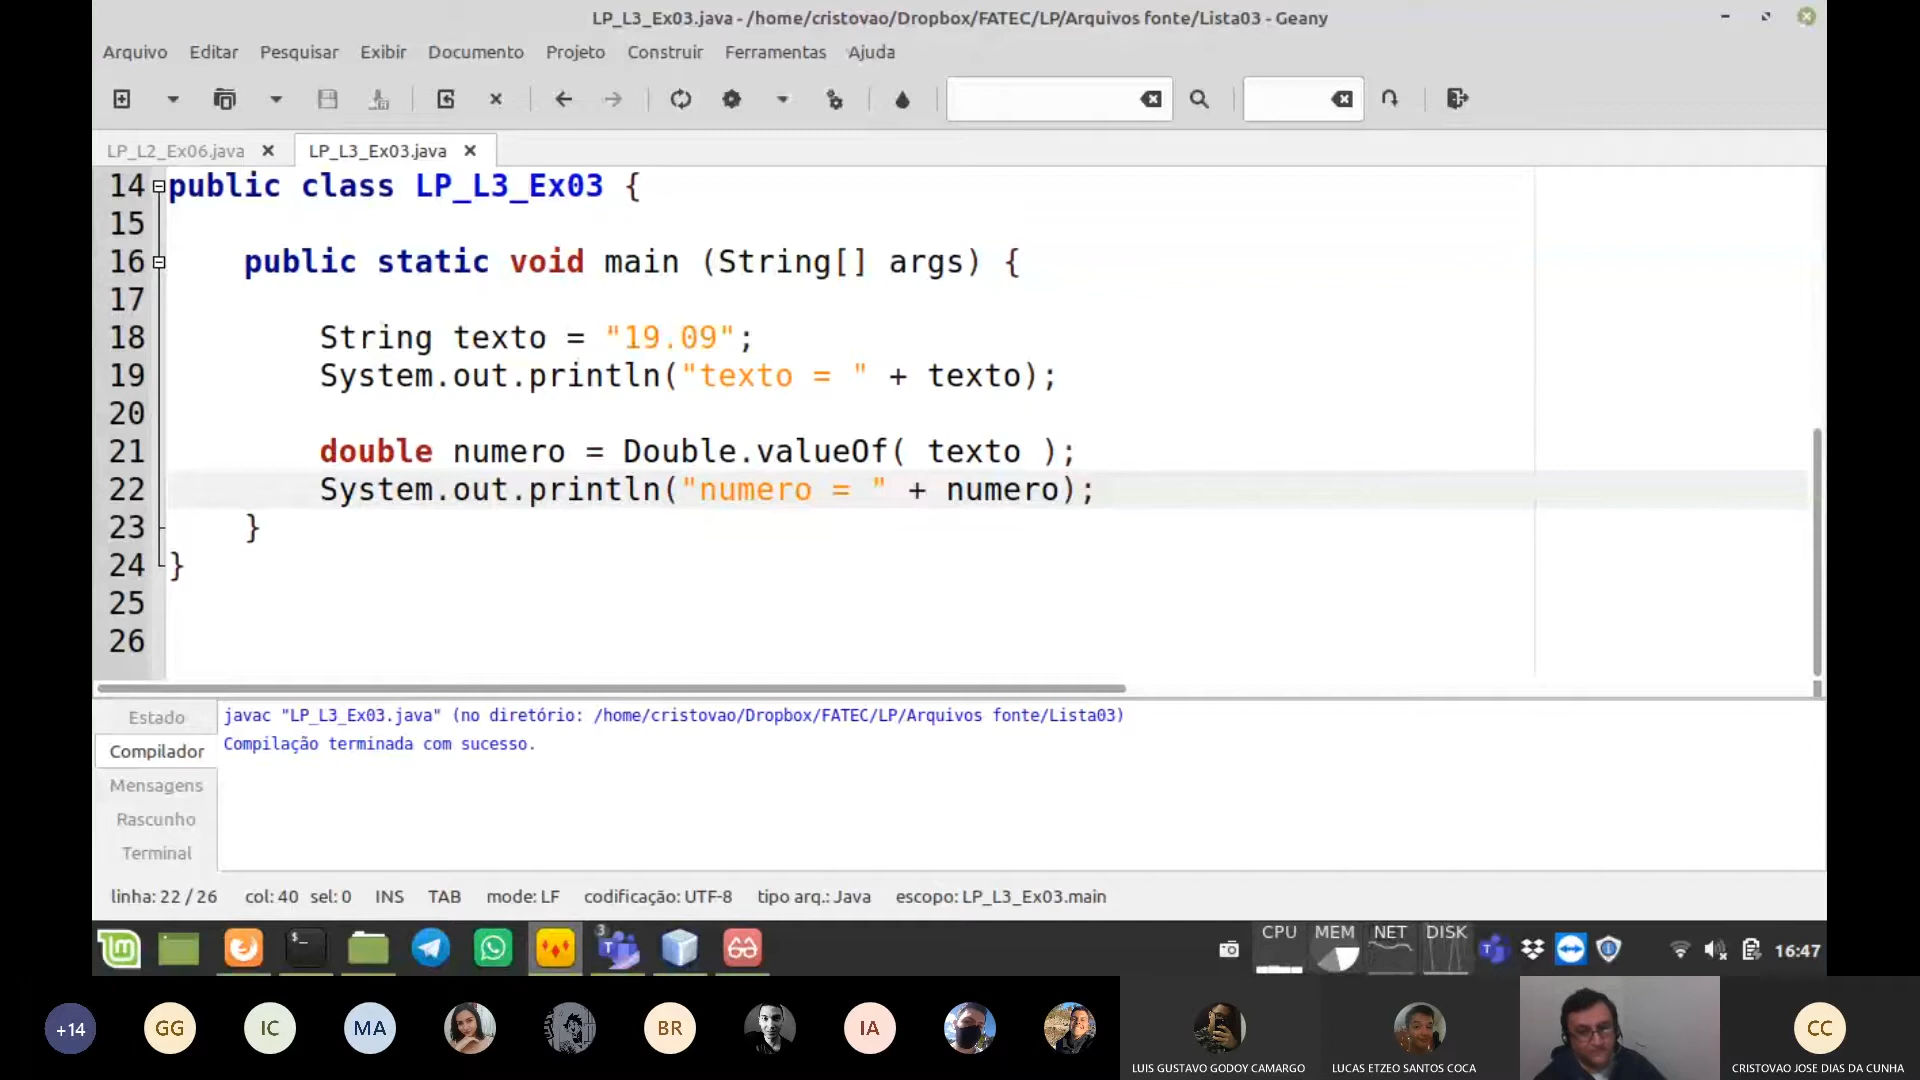 LP_L3_Ex03.java - /home/cristovao/Dropbox/FATEC/LP/Arquivos fonte/Lista03 - Geany
Arquivo Editar Pesquisar Exibir Documento Projeto Construir Ferramentas Ajuda
LP_L2_Ex06.java LP_L3_Ex03.java
14 public class LP_L3_Ex03 {
15
16 public static void main (String[] args) {
17
18 String texto = "19.09";
19 System.out.println("texto = " + texto);
20
21 double numero = Double.valueOf( texto );
22 System.out.println("numero = " + numero);
23 }
24 }
25
26
Estado
javac "LP_L3_Ex03.java" (no diretório: /home/cristovao/Dropbox/FATEC/LP/Arquivos fonte/Lista03)
Compilador
Compilação terminada com sucesso.
Mensagens
Rascunho
Terminal
linha: 22 / 26 col: 40 sel: 0 INS TAB mode: LF codificação: UTF-8 tipo arq.: Java escopo: LP_L3_Ex03.main
3
CPU MEM NET DISK
16:47
+14 GG IC MA BR IA CC
LUIS GUSTAVO GODOY CAMARGO LUCAS ETZEO SANTOS COCA CRISTOVAO JOSE DIAS DA CUNHA